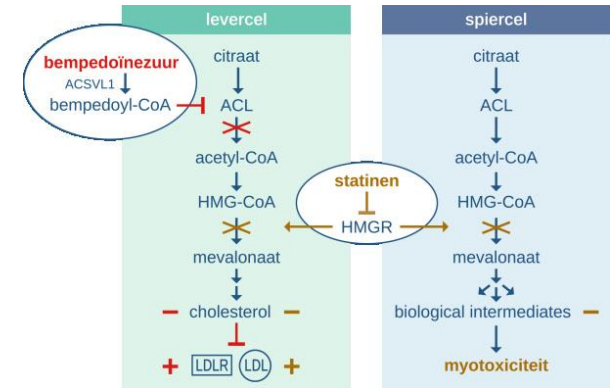 levercel
spiercel
bempedoïnezuur
ACSVL1
bempedoyl-CoA
citraat
ACL
acetyl-CoA
HMG-CoA
mevalonaat
cholesterol
LDLR
LDL
statinen
HMGR
citraat
ACL
acetyl-CoA
HMG-CoA
mevalonaat
biological intermediates
myotoxiciteit